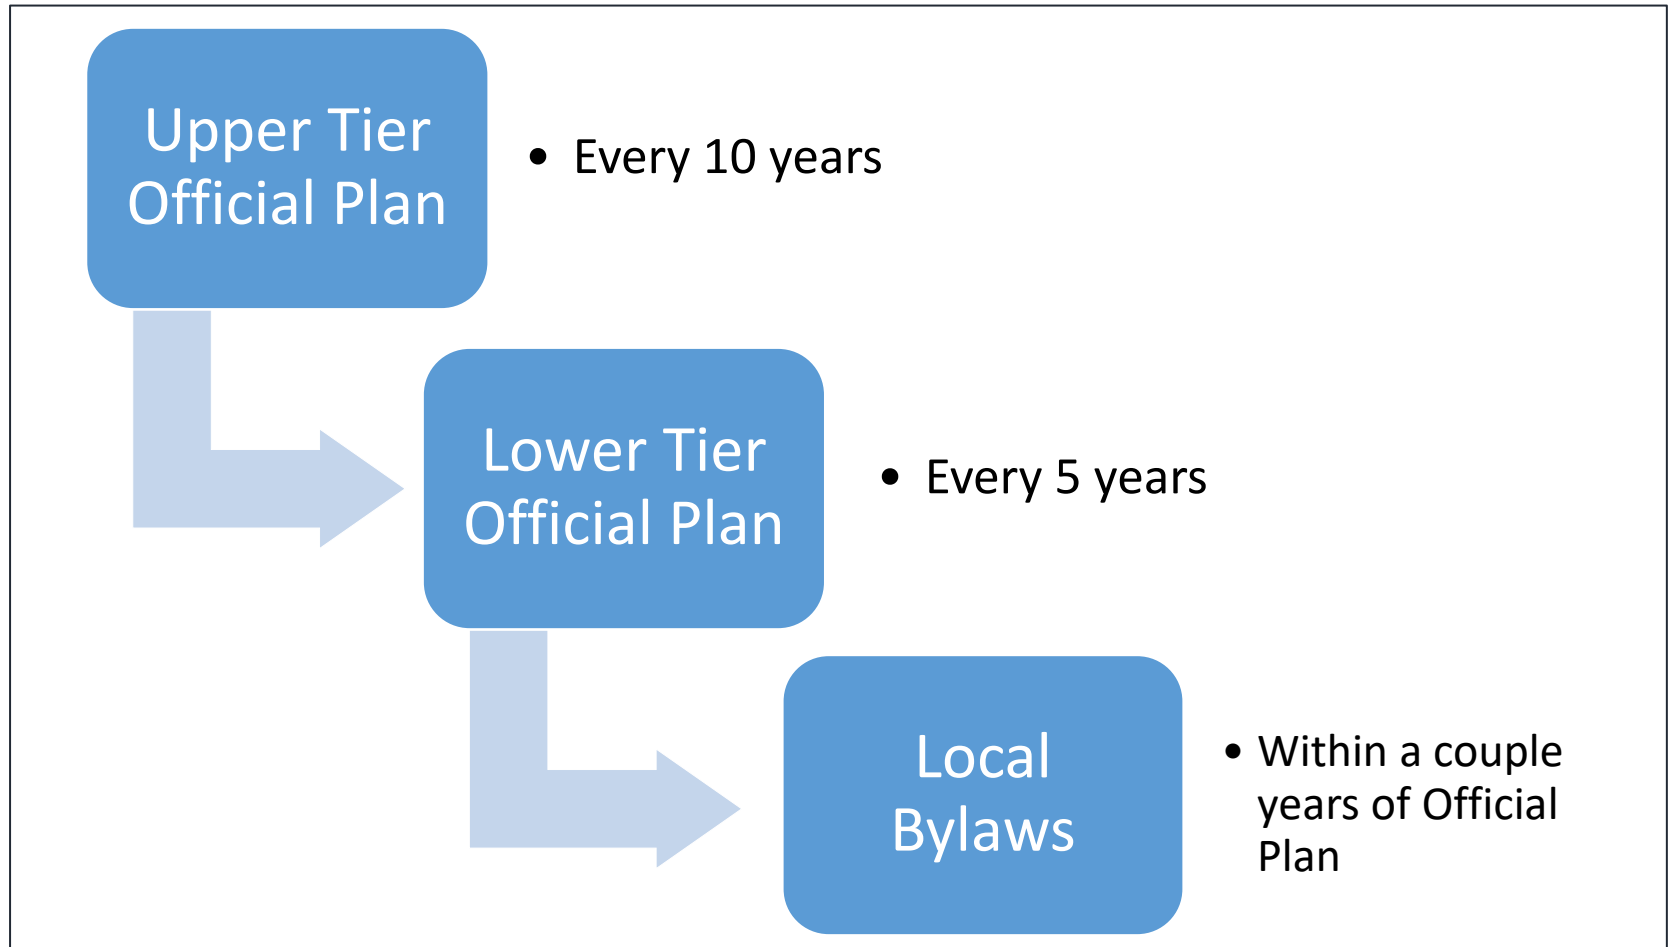 Upper Tier
Official Plan
• Every 10 years
Lower Tier
Official Plan
• Every 5 years
Local
Bylaws
• Within a couple
years of Official
Plan